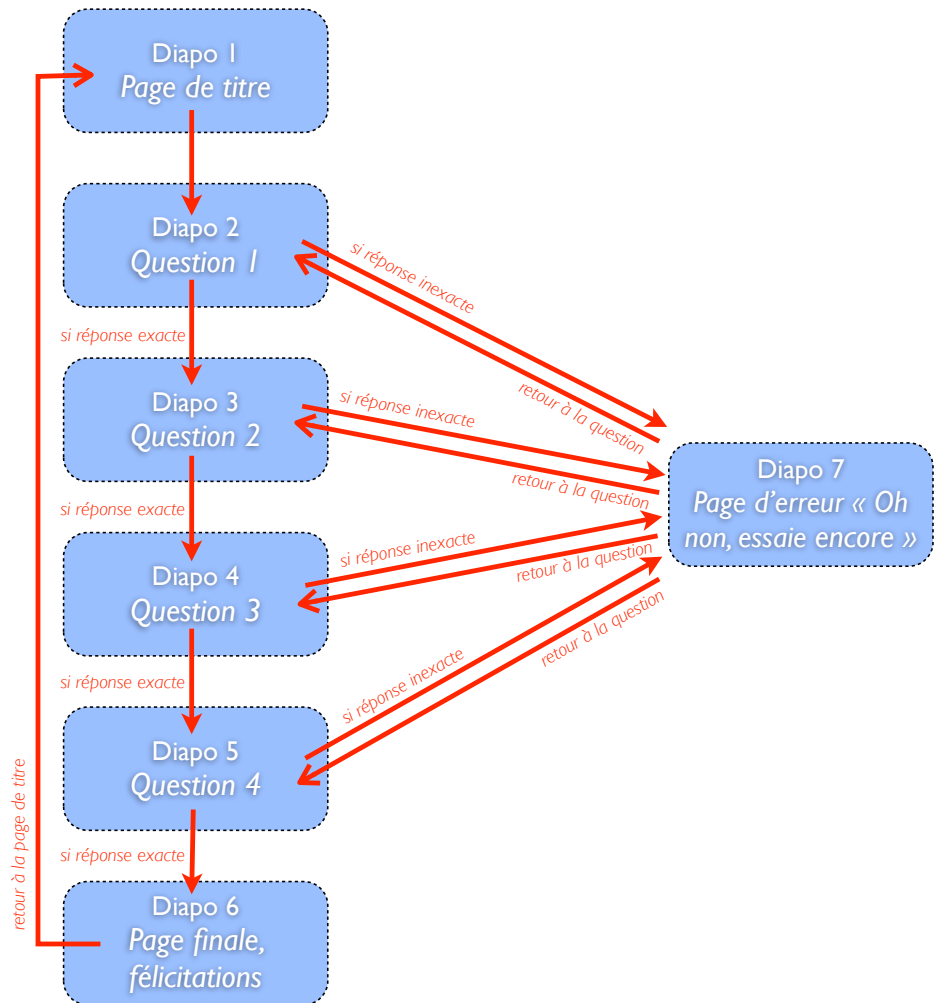 Diapo 1
Page de titre
Diapo 2
Question 1
si réponse inexacte
retour à la question
si réponse exacte
Diapo 3
Question 2
si réponse inexacte
retour à la question
Diapo 7
Page d'erreur « Oh
non, essaie encore »
si réponse exacte
Diapo 4
Question 3
si réponse inexacte
retour à la question
si réponse exacte
Diapo 5
Question 4
si réponse inexacte
retour à la question
si réponse exacte
retour à la page de titre
Diapo 6
Page finale,
félicitations